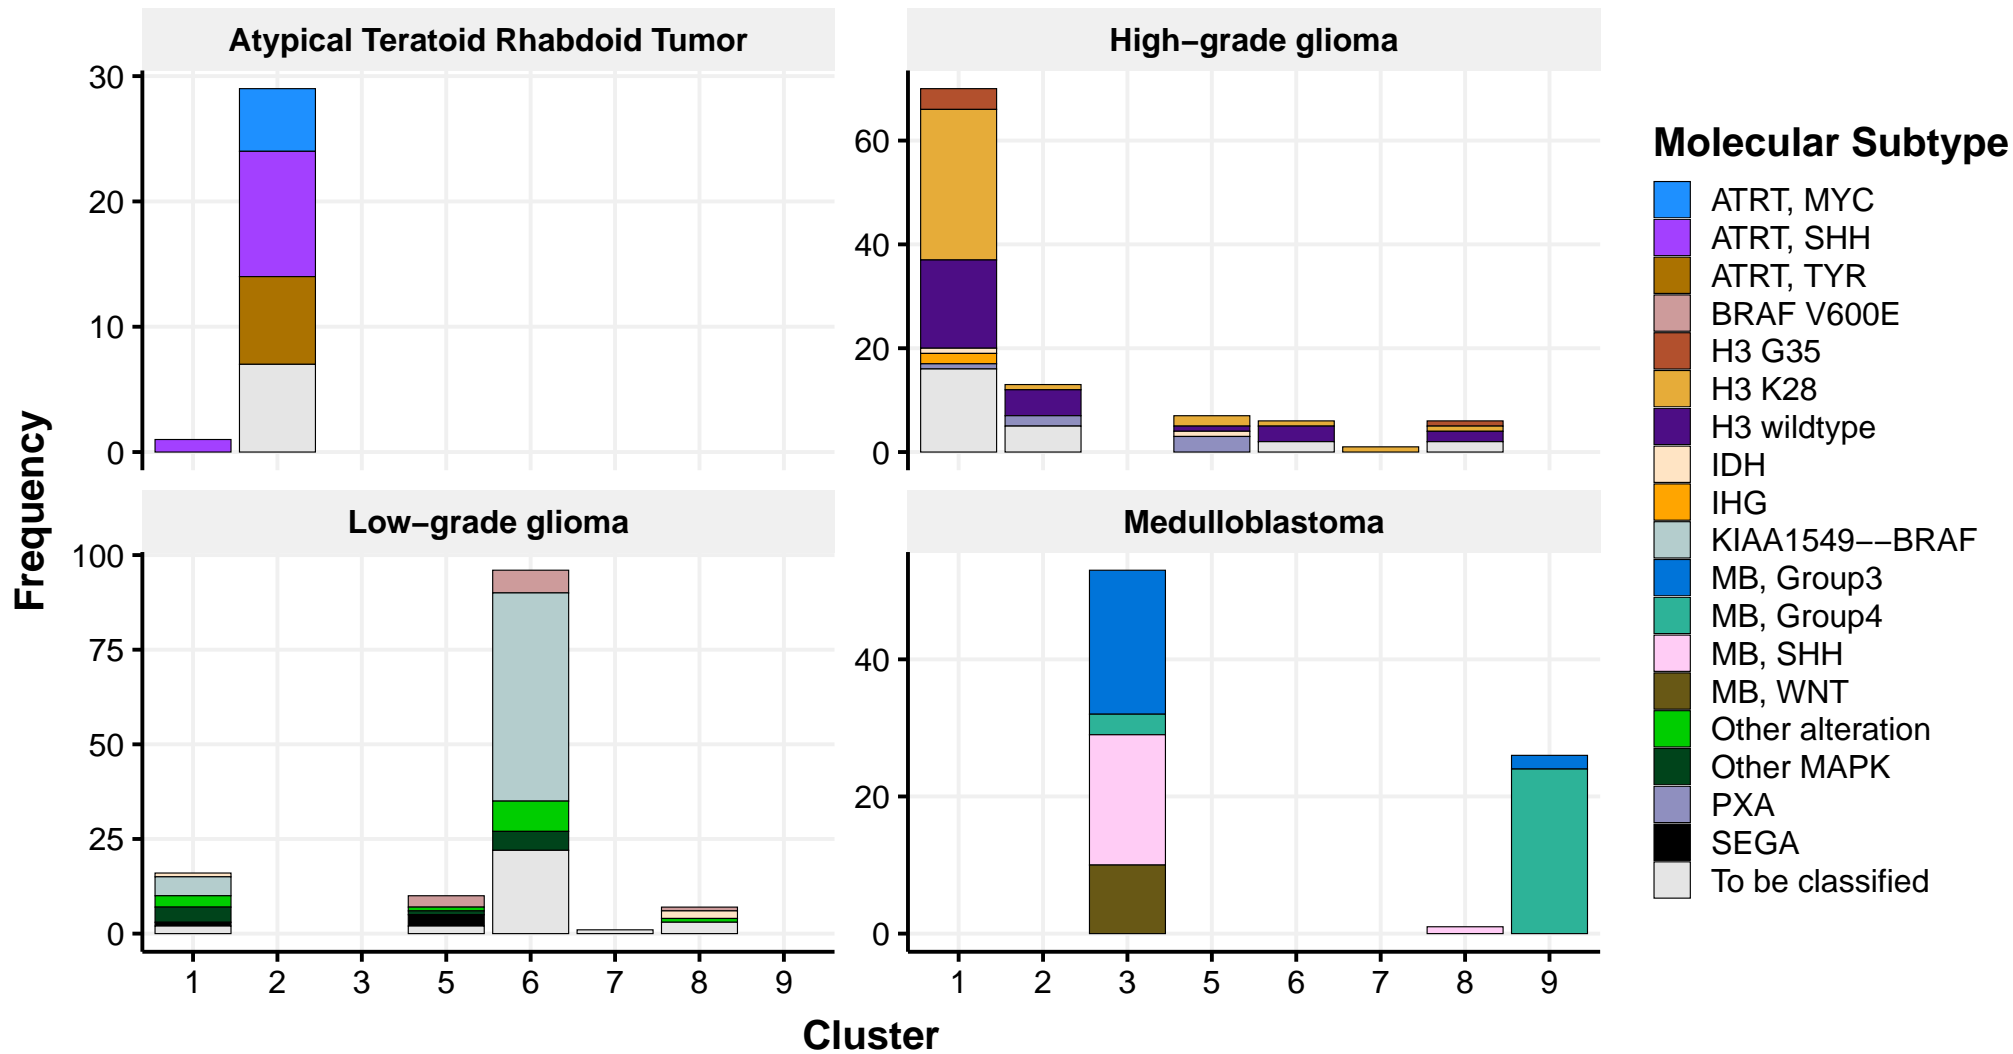 Atypical Teratoid Rhabdoid Tumor
High−grade glioma
30
20
10
0
60
40
20
0
Low−grade glioma
Medulloblastoma
100
75
50
25
0
40
20
0
1 2 3 5 6 7 8 9
1 2 3 5 6 7 8 9
Cluster
Frequency
Molecular Subtype
ATRT, MYC
ATRT, SHH
ATRT, TYR
BRAF V600E
H3 G35
H3 K28
H3 wildtype
IDH
IHG
KIAA1549−−BRAF
MB, Group3
MB, Group4
MB, SHH
MB, WNT
Other alteration
Other MAPK
PXA
SEGA
To be classified